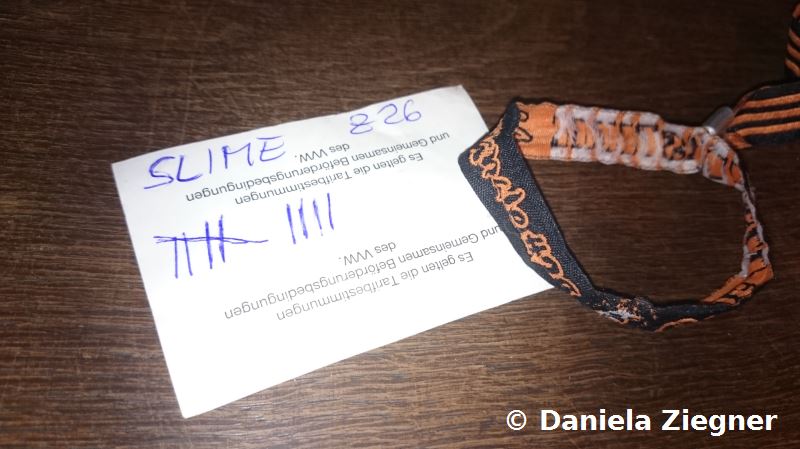 SLIME Z26
Es gelten die Tarifbestimmungen
und Gemeinsamen Beförderungsbedingungen
des VVW.
Es gelten die Tarifbestimmungen
und Gemeinsamen Beförderungsbedingungen
des VVW.
© Daniela Ziegner